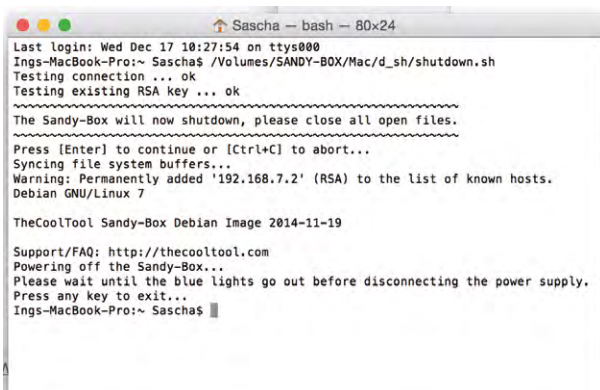 Sascha — bash — 80×24
Last login: Wed Dec 17 10:27:54 on ttys000
Ings-MacBook-Pro:~ Sascha$ /Volumes/SANDY-BOX/Mac/d_sh/shutdown.sh
Testing connection ... ok
Testing existing RSA key ... ok
~~~~~~~~~~~~~~~~~~~~~~~~~~~~~~~~~~~~~~~~~~~~~~~~~~~~~~~~~~~~~~~
The Sandy-Box will now shutdown, please close all open files.
~~~~~~~~~~~~~~~~~~~~~~~~~~~~~~~~~~~~~~~~~~~~~~~~~~~~~~~~~~~~~~~
Press [Enter] to continue or [Ctrl+C] to abort...
Syncing file system buffers...
Warning: Permanently added '192.168.7.2' (RSA) to the list of known hosts.
Debian GNU/Linux 7
TheCoolTool Sandy-Box Debian Image 2014-11-19
Support/FAQ: http://thecooltool.com
Powering off the Sandy-Box...
Please wait until the blue lights go out before disconnecting the power supply.
Press any key to exit...
Ings-MacBook-Pro:~ Sascha$